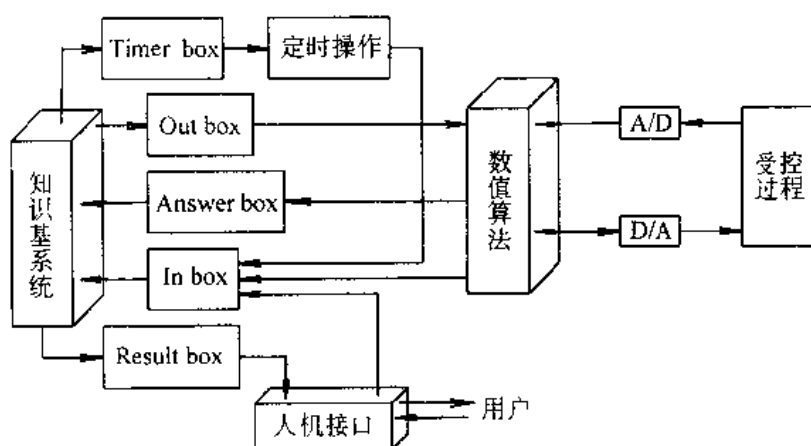 Timer box
定时操作
Out box
A/D
知识基系统
数值算法
受控
过程
Answer box
D/A
In box
Result box
人机接口
用户